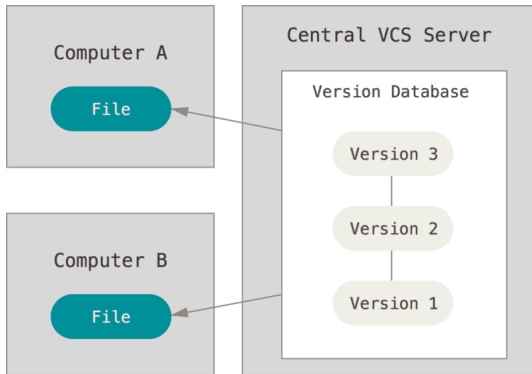 Computer A
File
Computer B
File
Central VCS Server
Version Database
Version 3
Version 2
Version 1